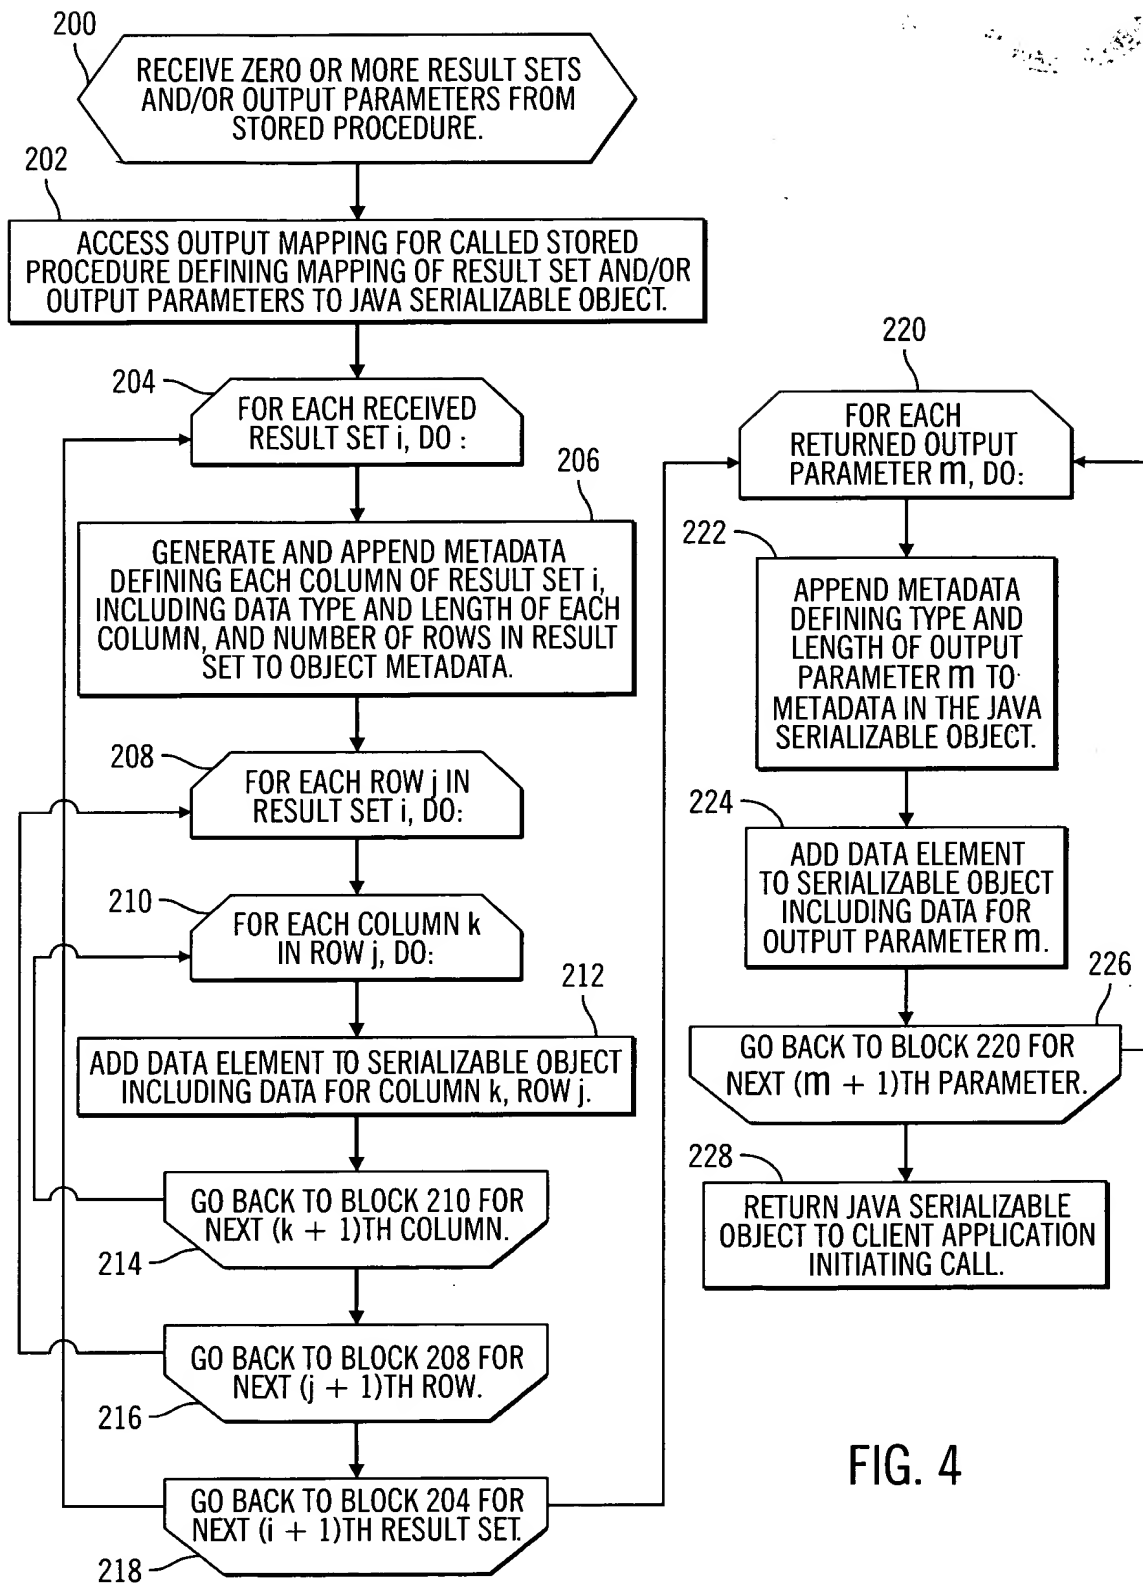 200
RECEIVE ZERO OR MORE RESULT SETS
AND/OR OUTPUT PARAMETERS FROM
STORED PROCEDURE.
202
ACCESS OUTPUT MAPPING FOR CALLED STORED
PROCEDURE DEFINING MAPPING OF RESULT SET AND/OR
OUTPUT PARAMETERS TO JAVA SERIALIZABLE OBJECT.
204
FOR EACH RECEIVED
RESULT SET i, DO :
206
GENERATE AND APPEND METADATA
DEFINING EACH COLUMN OF RESULT SET i,
INCLUDING DATA TYPE AND LENGTH OF EACH
COLUMN, AND NUMBER OF ROWS IN RESULT
SET TO OBJECT METADATA.
208
FOR EACH ROW j IN
RESULT SET i, DO:
210
FOR EACH COLUMN k
IN ROW j, DO:
212
ADD DATA ELEMENT TO SERIALIZABLE OBJECT
INCLUDING DATA FOR COLUMN k, ROW j.
GO BACK TO BLOCK 210 FOR
NEXT (k + 1)TH COLUMN.
214
GO BACK TO BLOCK 208 FOR
NEXT (j + 1)TH ROW.
216
GO BACK TO BLOCK 204 FOR
NEXT (i + 1)TH RESULT SET.
218
220
FOR EACH
RETURNED OUTPUT
PARAMETER m, DO:
222
APPEND METADATA
DEFINING TYPE AND
LENGTH OF OUTPUT
PARAMETER m TO
METADATA IN THE JAVA
SERIALIZABLE OBJECT.
224
ADD DATA ELEMENT
TO SERIALIZABLE OBJECT
INCLUDING DATA FOR
OUTPUT PARAMETER m.
226
GO BACK TO BLOCK 220 FOR
NEXT (m + 1)TH PARAMETER.
228
RETURN JAVA SERIALIZABLE
OBJECT TO CLIENT APPLICATION
INITIATING CALL.
FIG. 4